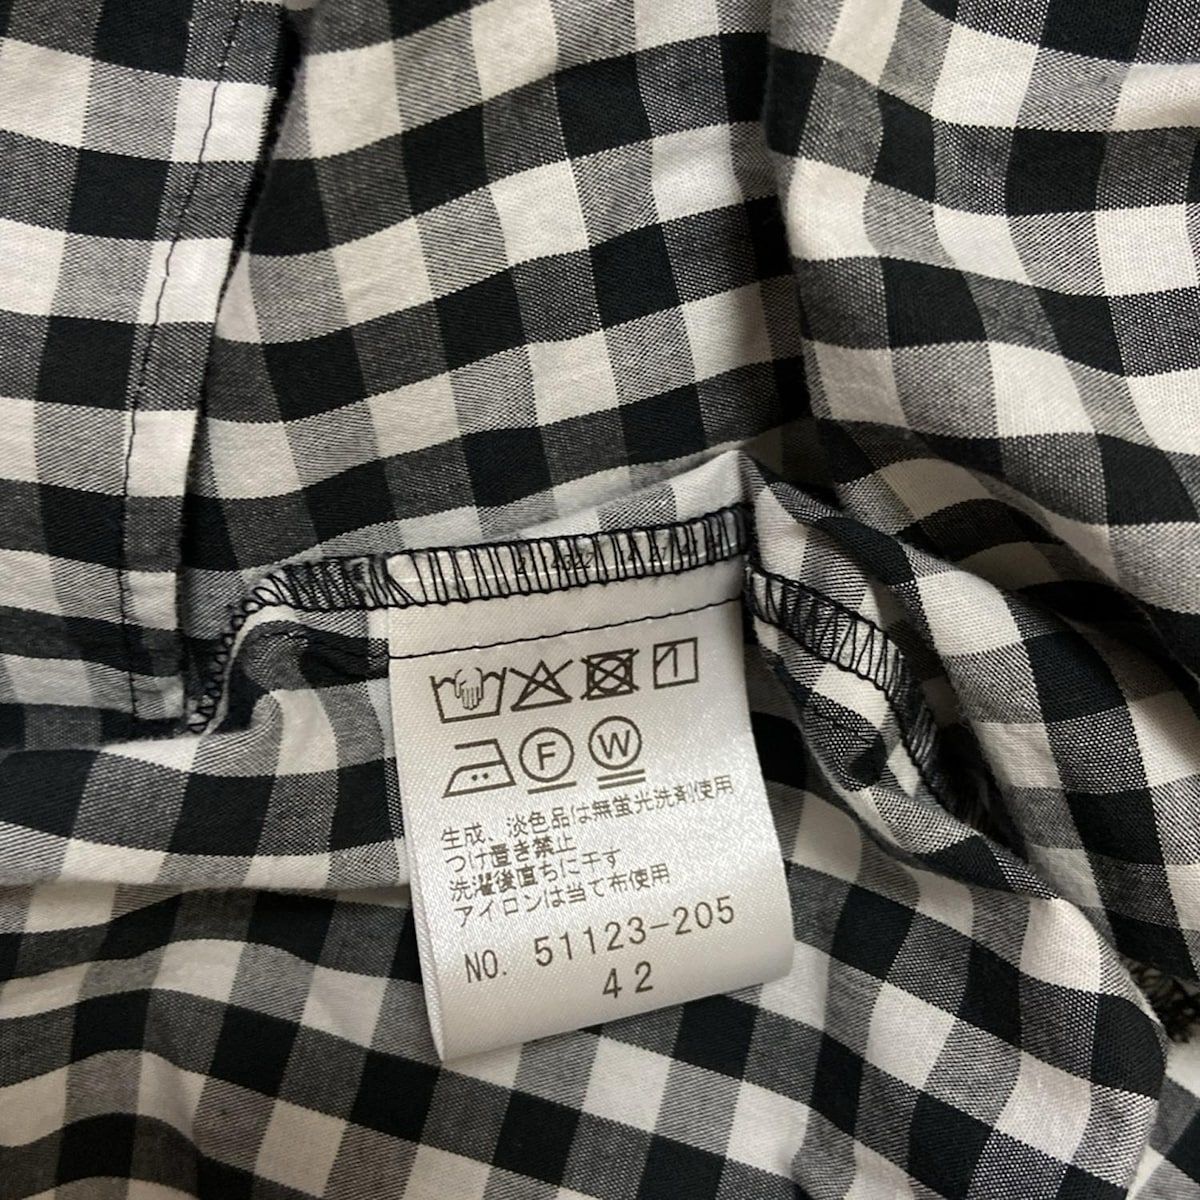 F W
生成、淡色品は無蛍光洗剤使用
つけ置き禁止
洗濯後直ちに干す
アイロンは当て布使用
NO. 51123-205
42